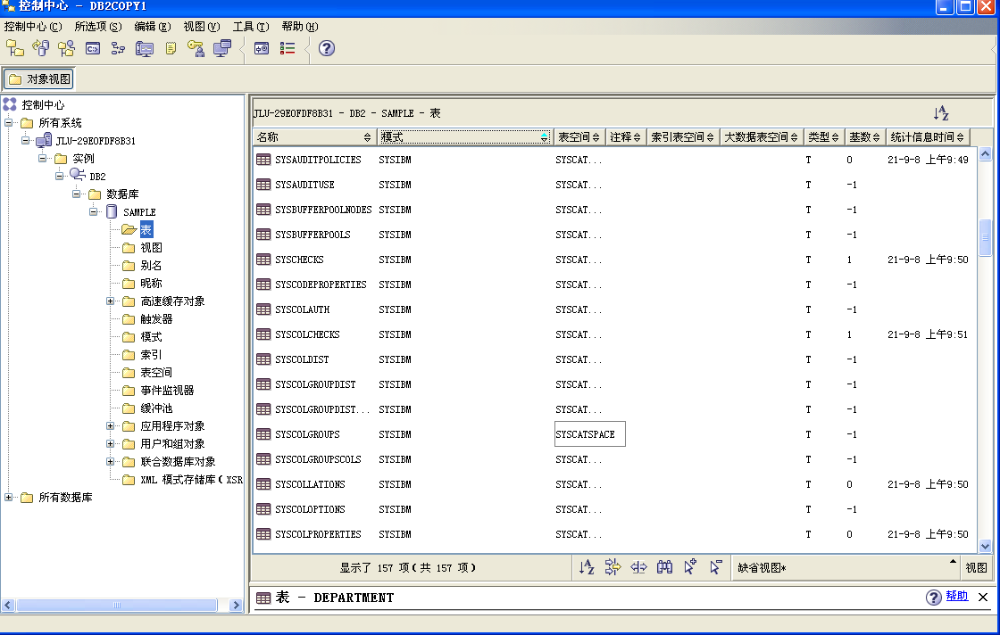 控制中心 - DB2COPY1
控制中心(C) 所选项(S) 编辑(E) 视图(V) 工具(T) 帮助(H)
对象视图
控制中心
所有系统
JLU-29E0FDF8B31
实例
DB2
数据库
SAMPLE
表
视图
别名
昵称
高速缓存对象
触发器
模式
索引
表空间
事件监视器
缓冲池
应用程序对象
用户和组对象
联合数据库对象
XML 模式存储库(XSR
所有数据库
JLU-29E0FDF8B31 - DB2 - SAMPLE - 表
名称 模式 表空间 注释 索引表空间 大数据表空间 类型 基数 统计信息时间
SYSAUDITPOLICIES SYSIBM SYSCAT... T 0 21-9-8 上午9:49
SYSAUDITUSE SYSIBM SYSCAT... T -1
SYSBUFFERPOOLNODES SYSIBM SYSCAT... T -1
SYSBUFFERPOOLS SYSIBM SYSCAT... T -1
SYSCHECKS SYSIBM SYSCAT... T 1 21-9-8 上午9:50
SYSCODEPROPERTIES SYSIBM SYSCAT... T -1
SYSCOLAUTH SYSIBM SYSCAT... T -1
SYSCOLCHECKS SYSIBM SYSCAT... T 1 21-9-8 上午9:51
SYSCOLDIST SYSIBM SYSCAT... T -1
SYSCOLGROUPDIST SYSIBM SYSCAT... T -1
SYSCOLGROUPDIST... SYSIBM SYSCAT... T -1
SYSCOLGROUPS SYSIBM SYSCATSPACE T -1
SYSCOLGROUPSCOLS SYSIBM SYSCAT... T -1
SYSCOLLATIONS SYSIBM SYSCAT... T 0 21-9-8 上午9:50
SYSCOLOPTIONS SYSIBM SYSCAT... T -1
SYSCOLPROPERTIES SYSIBM SYSCAT... T 0 21-9-8 上午9:50
显示了 157 项(共 157 项) 缺省视图* 视图
表 - DEPARTMENT 帮助